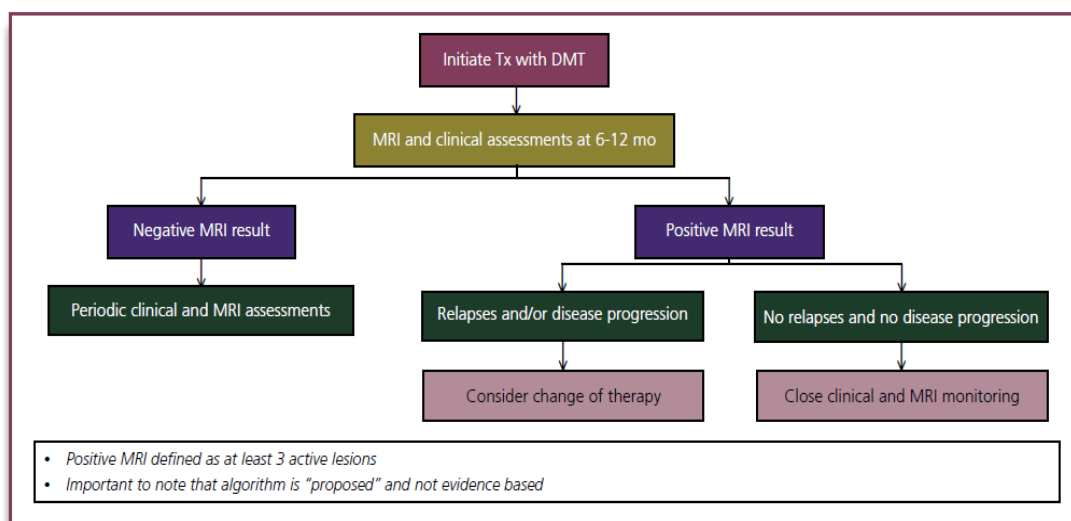 Initiate Tx with DMT
MRI and clinical assessments at 6-12 mo
Negative MRI result
Positive MRI result
Periodic clinical and MRI assessments
Relapses and/or disease progression
No relapses and no disease progression
Consider change of therapy
Close clinical and MRI monitoring
• Positive MRI defined as at least 3 active lesions
• Important to note that algorithm is “proposed” and not evidence based